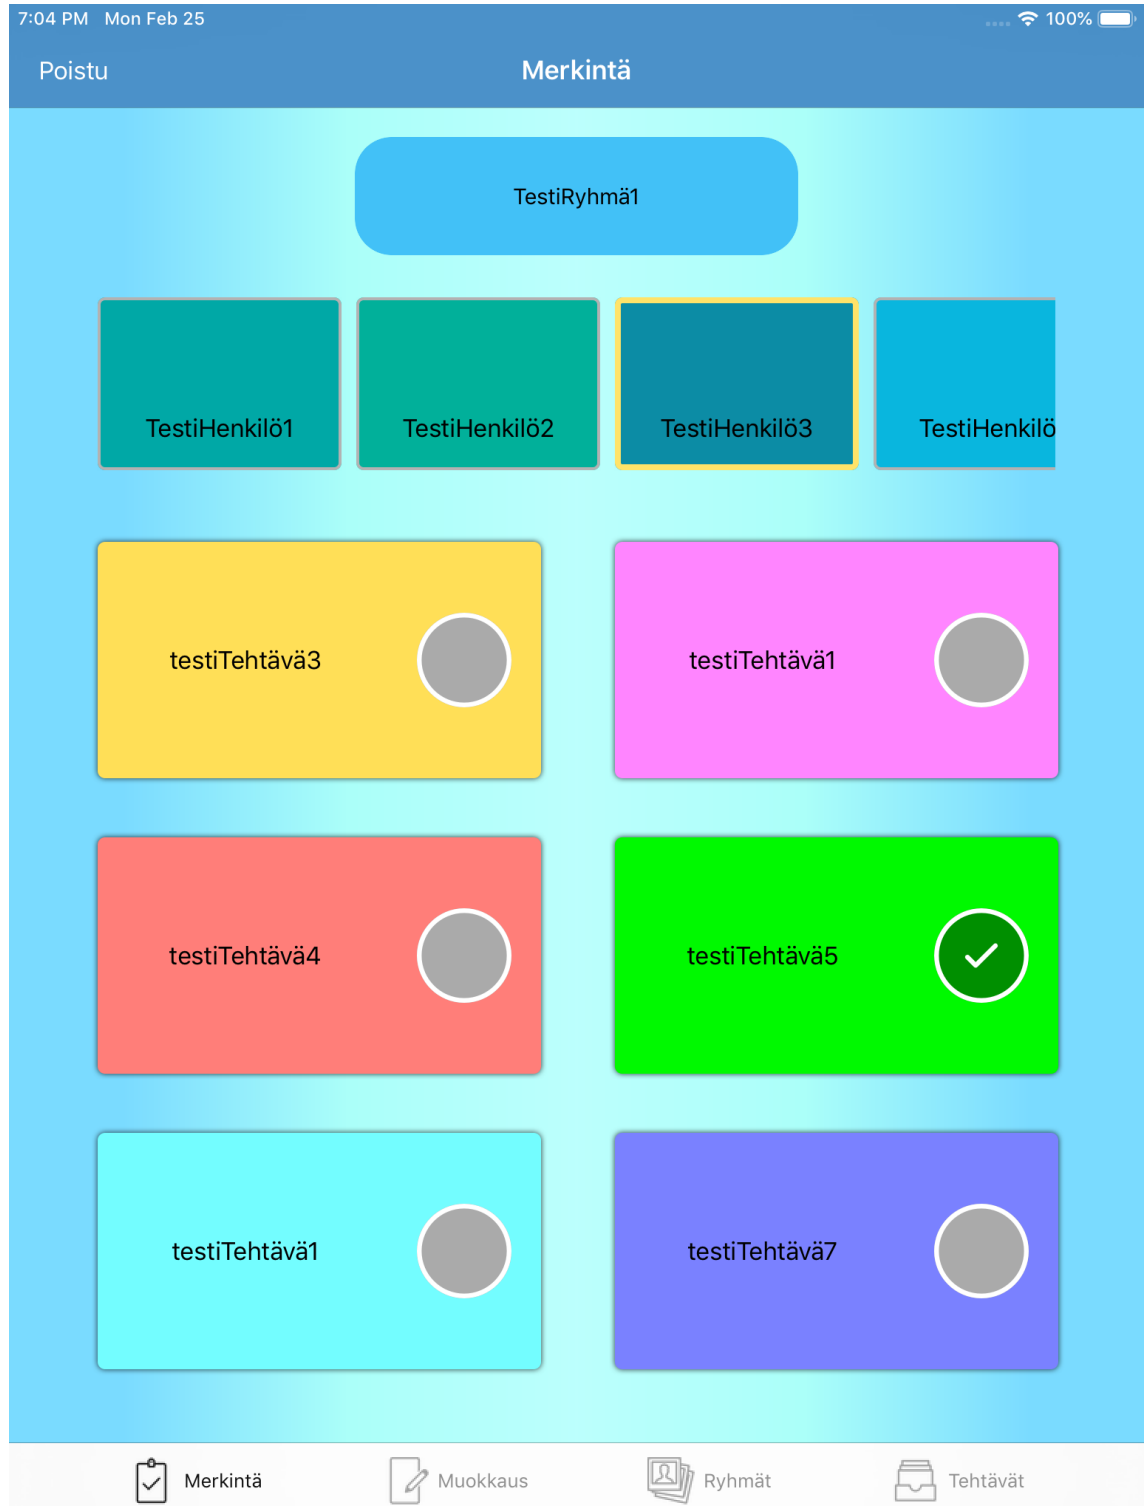 7:04 PM Mon Feb 25
100%
Poistu
Merkintä
TestiRyhmä1
TestiHenkilö1
TestiHenkilö2
TestiHenkilö3
TestiHenkilö
testiTehtävä3
testiTehtävä1
testiTehtävä4
testiTehtävä5
testiTehtävä1
testiTehtävä7
Merkintä
Muokkaus
Ryhmät
Tehtävät